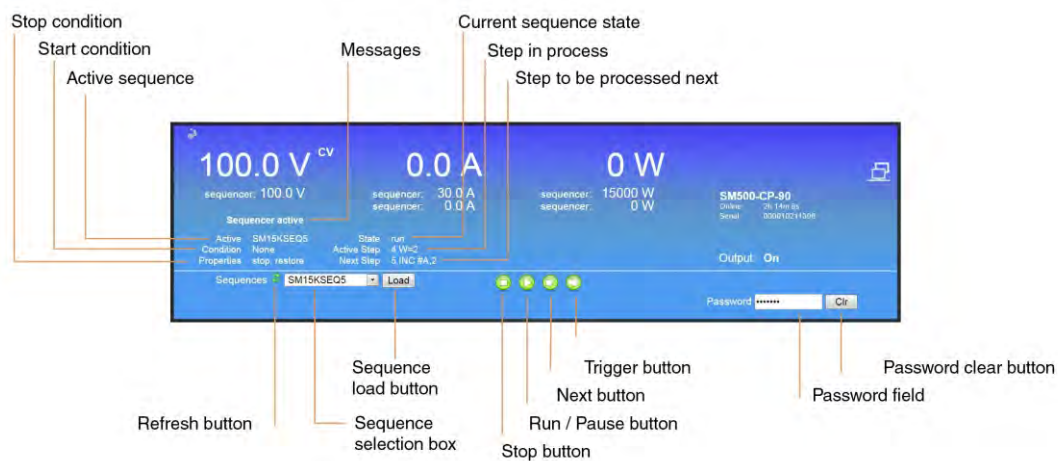 Stop condition
Start condition
Active sequence
Messages
Current sequence state
Step in process
Step to be processed next
100.0 V CV
0.0 A
0 W
sequencer: 100.0 V
sequencer: 30.0 A
sequencer: 0.0 A
sequencer: 15000 W
sequencer: 0 W
SM500-CP-90
Online
Serial
Sequencer active
Active SM15KSEQ5
State run
Condition None
Active Step 4 W=2
Properties stop, restore
Next Step 5 INC #A,2
Output: On
Sequences SM15KSEQ5 Load
Password ••••••• Clr
Sequence load button
Trigger button
Password clear button
Next button
Password field
Refresh button
Sequence selection box
Run / Pause button
Stop button